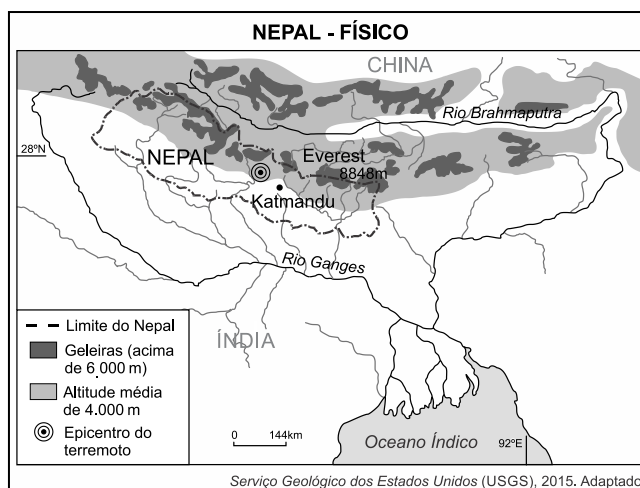 NEPAL - FÍSICO
CHINA
Rio Brahmaputra
28ºN
NEPAL
Everest
8848m
Katmandu
Rio Ganges
ÍNDIA
Limite do Nepal
Geleiras (acima
de 6.000 m)
Altitude média
de 4.000 m
Epicentro do
terremoto
0 144km
Oceano Índico
92ºE
Serviço Geológico dos Estados Unidos (USGS), 2015. Adaptado